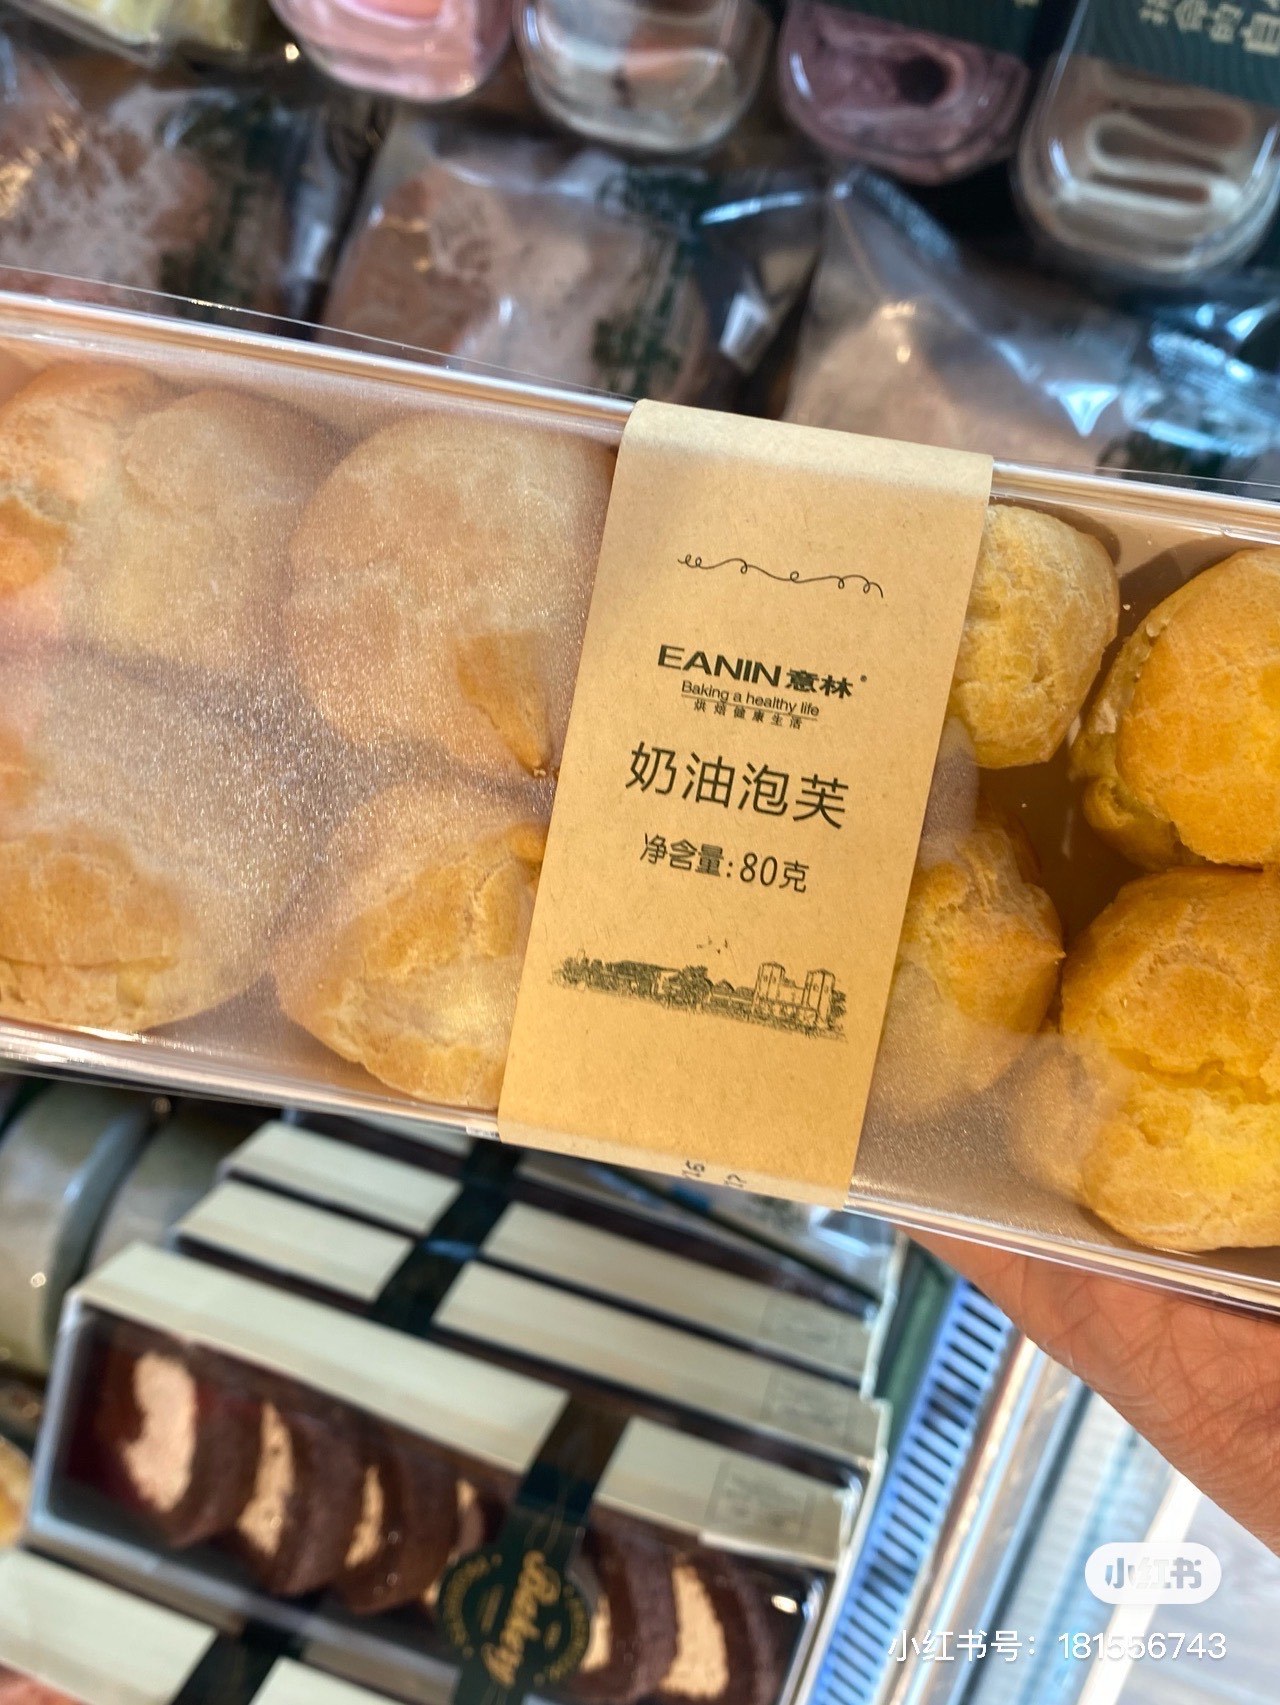 EANIN意林®
Baking a healthy life
烘焙健康生活
奶油泡芙
净含量:80克
Bakery
小红书
小红书号：181556743